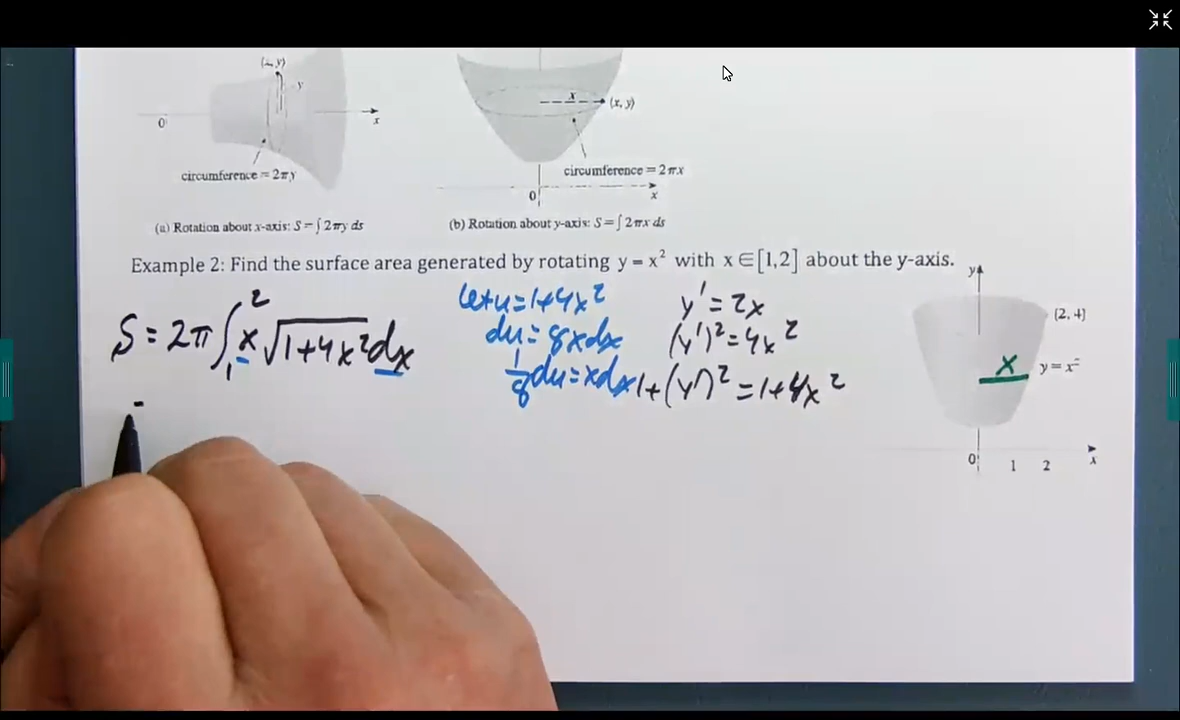 (x, y)
y
0
x
circumference = 2πy
(a) Rotation about x-axis: S = ∫ 2πy ds
x
(x, y)
circumference = 2πx
0
x
(b) Rotation about y-axis: S = ∫ 2πx ds
Example 2: Find the surface area generated by rotating y = x² with x ∈ [1,2] about the y-axis.
S = 2π ∫₁² x √(1+4x²) dx
let u = 1+4x²
du = 8xdx
1/8 du = xdx
y' = 2x
(y')² = 4x²
1+(y')² = 1+4x²
y
(2, 4)
x
y = x²
0
1 2
x